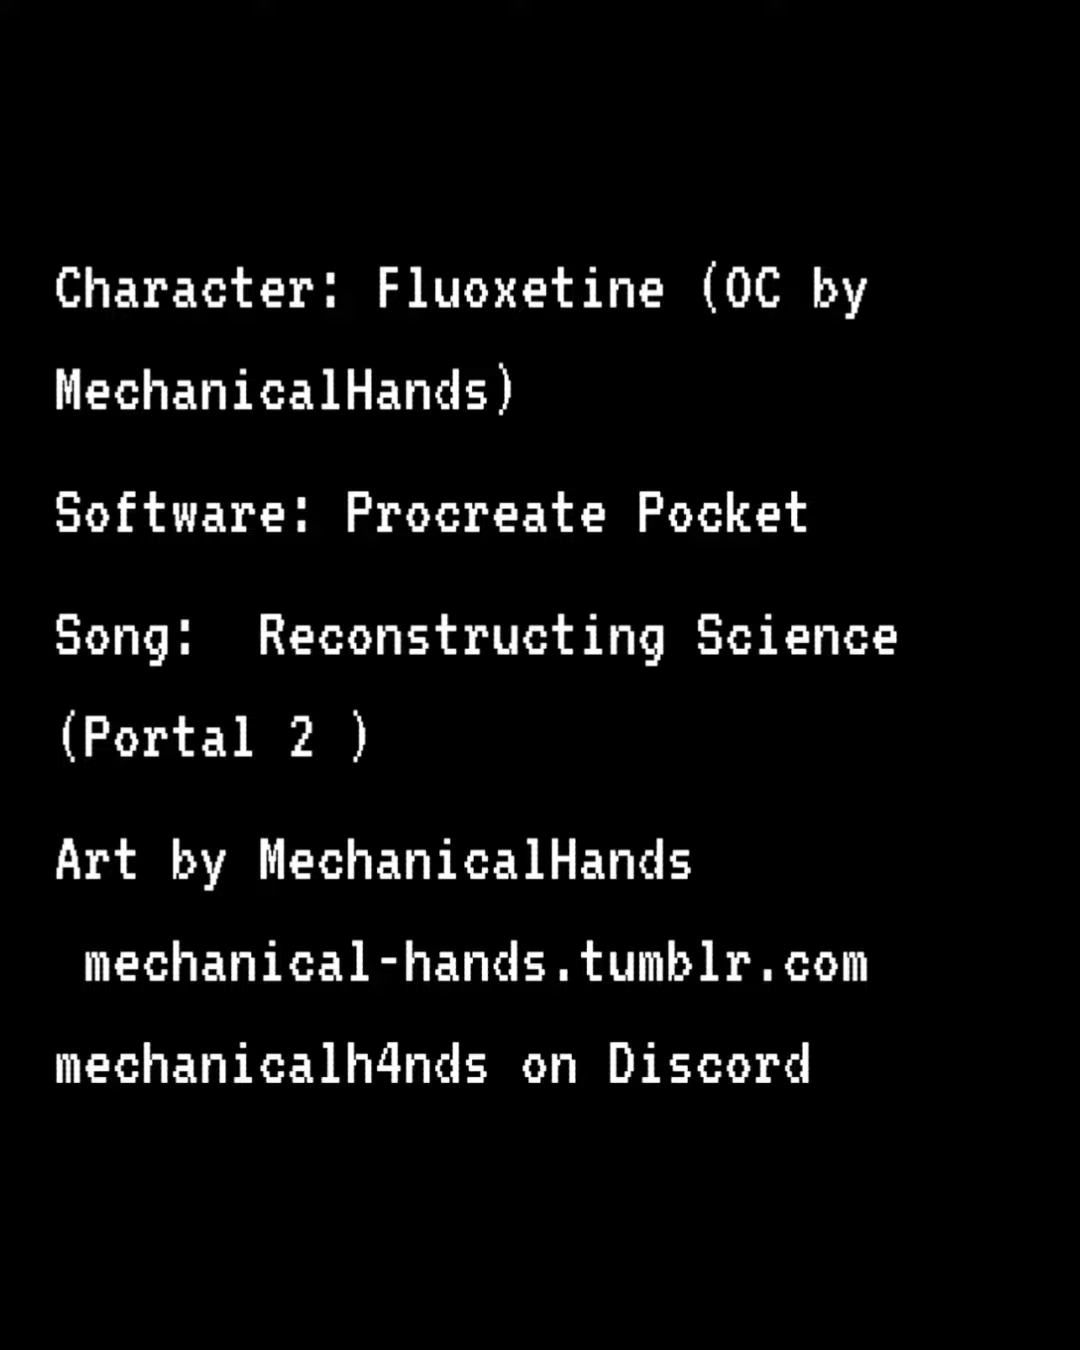 Character: Fluoxetine (OC by
MechanicalHands)
Software: Procreate Pocket
Song:  Reconstructing Science
(Portal 2 )
Art by MechanicalHands
mechanical-hands.tumblr.com
mechanicalh4nds on Discord